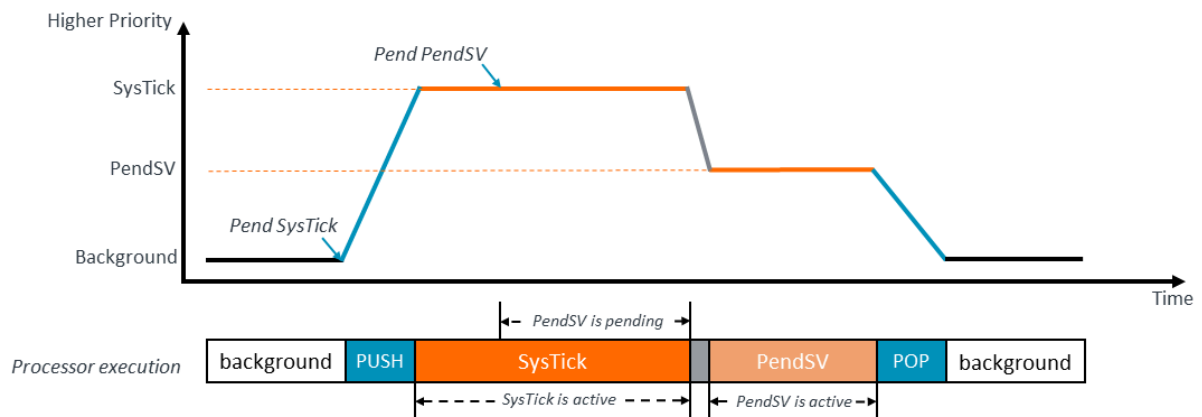 Higher Priority
Pend PendSV
SysTick
PendSV
Pend SysTick
Background
Time
PendSV is pending
Processor execution
background
PUSH
SysTick
PendSV
POP
background
SysTick is active
PendSV is active